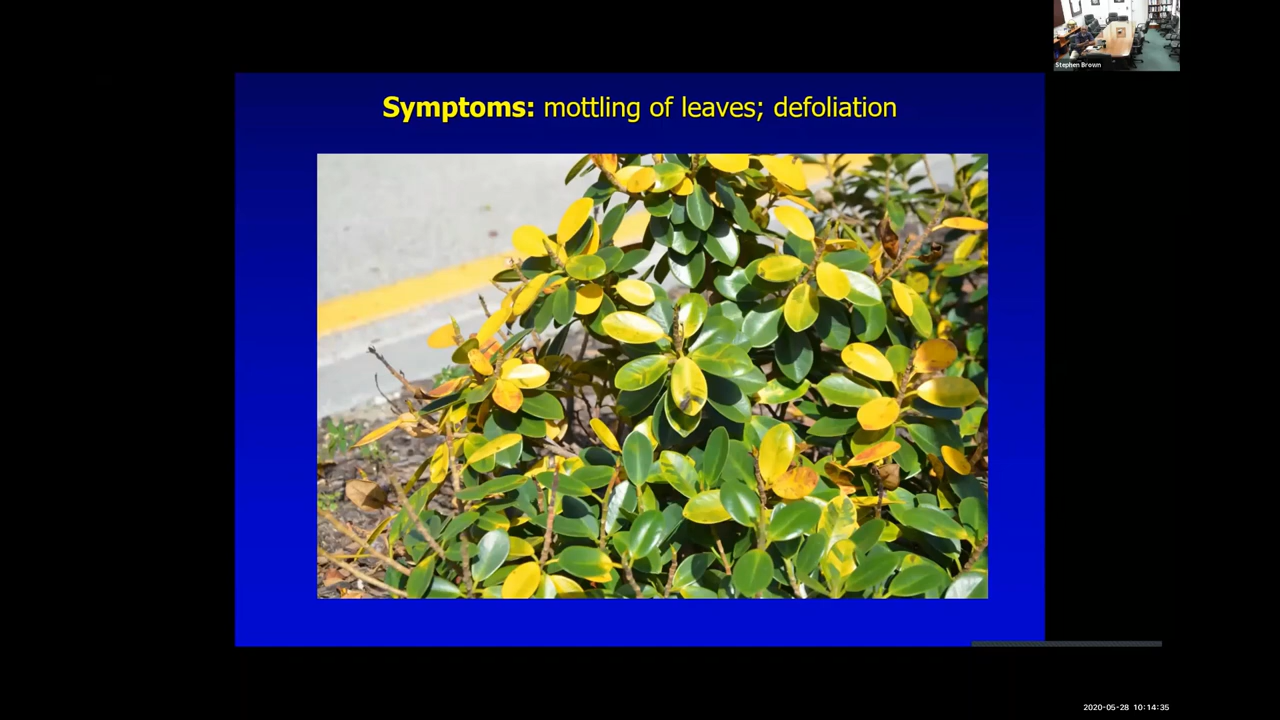 Stephen Brown
Symptoms: mottling of leaves; defoliation
2020-05-28 10:14:35